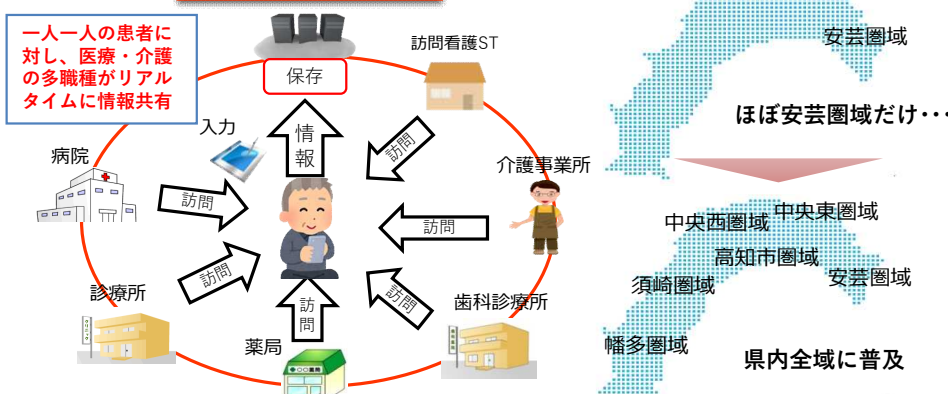 一人一人の患者に
対し、医療・介護
の多職種がリアル
タイムに情報共有
保存
訪問看護ST
入力
情
報
訪問
病院
介護事業所
訪問
訪問
訪問
診療所
訪
問
訪問
歯科診療所
薬局
クリニック
安芸圏域
ほぼ安芸圏域だけ・・・
中央西圏域
中央東圏域
高知市圏域
須崎圏域
安芸圏域
幡多圏域
県内全域に普及